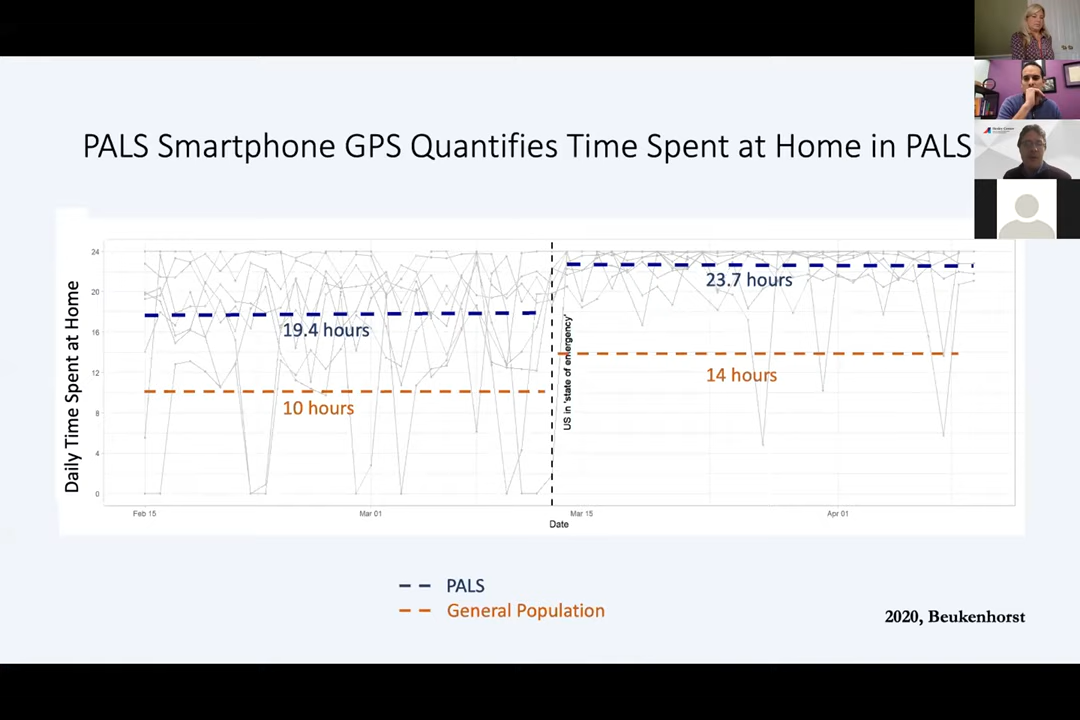 PALS Smartphone GPS Quantifies Time Spent at Home in PALS
Daily Time Spent at Home
24
20
16
12
8
4
0
19.4 hours
10 hours
US in 'state of emergency'
23.7 hours
14 hours
Feb 15
Mar 01
Mar 15
Apr 01
Date
PALS
General Population
2020, Beukenhorst